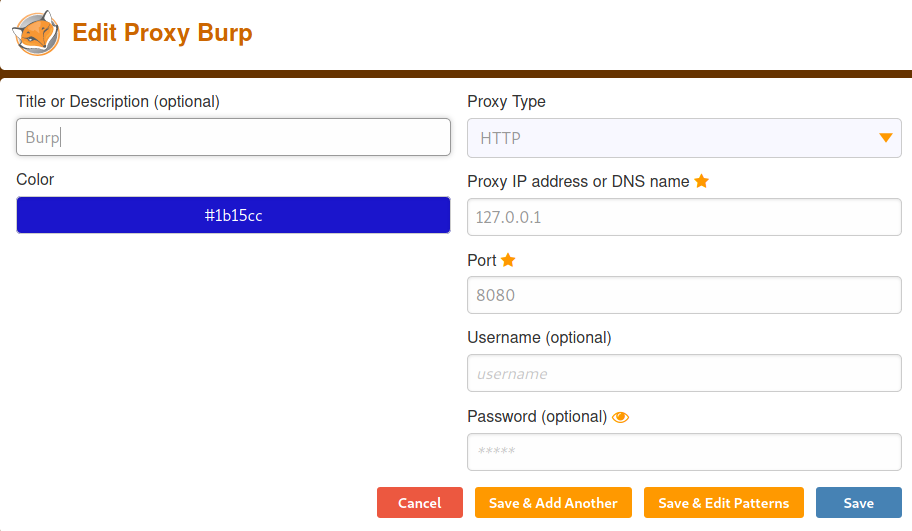 Edit Proxy Burp
Title or Description (optional)
Burp
Color
#1b15cc
Proxy Type
HTTP
Proxy IP address or DNS name
127.0.0.1
Port
8080
Username (optional)
username
Password (optional)
*****
Cancel
Save & Add Another
Save & Edit Patterns
Save